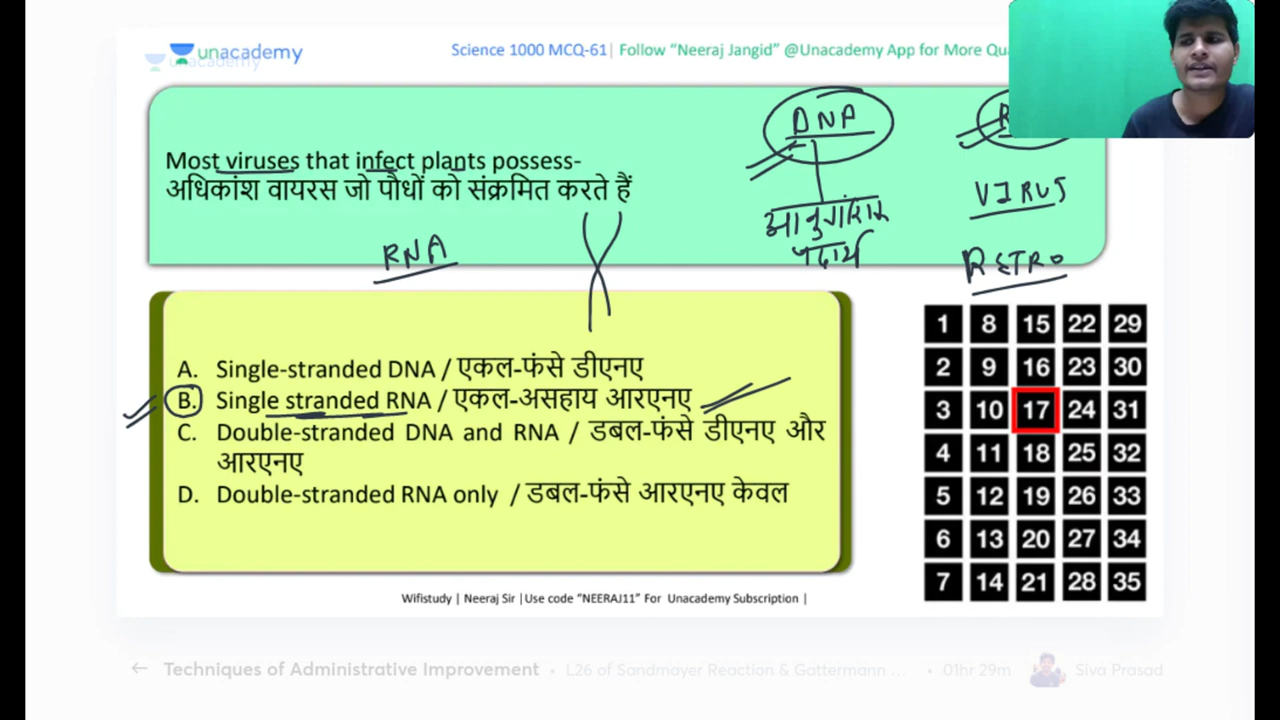 unacademy
Science 1000 MCQ-61| Follow “Neeraj Jangid” @Unacademy App for More Qu
Most viruses that infect plants possess-
अधिकांश वायरस जो पौधों को संक्रमित करते हैं
RNA
DNA
VIRUS
RETRO
A. Single-stranded DNA / एकल-फंसे डीएनए
B. Single stranded RNA / एकल-असहाय आरएनए
C. Double-stranded DNA and RNA / डबल-फंसे डीएनए और
आरएनए
D. Double-stranded RNA only / डबल-फंसे आरएनए केवल
1 8 15 22 29
2 9 16 23 30
3 10 17 24 31
4 11 18 25 32
5 12 19 26 33
6 13 20 27 34
7 14 21 28 35
Wifistudy | Neeraj Sir |Use code “NEERAJ11” For Unacademy Subscription |
Techniques of Administrative Improvement • L26 of Sandmayer Reaction & Gattermann ... • 01hr 29m Siva Prasad